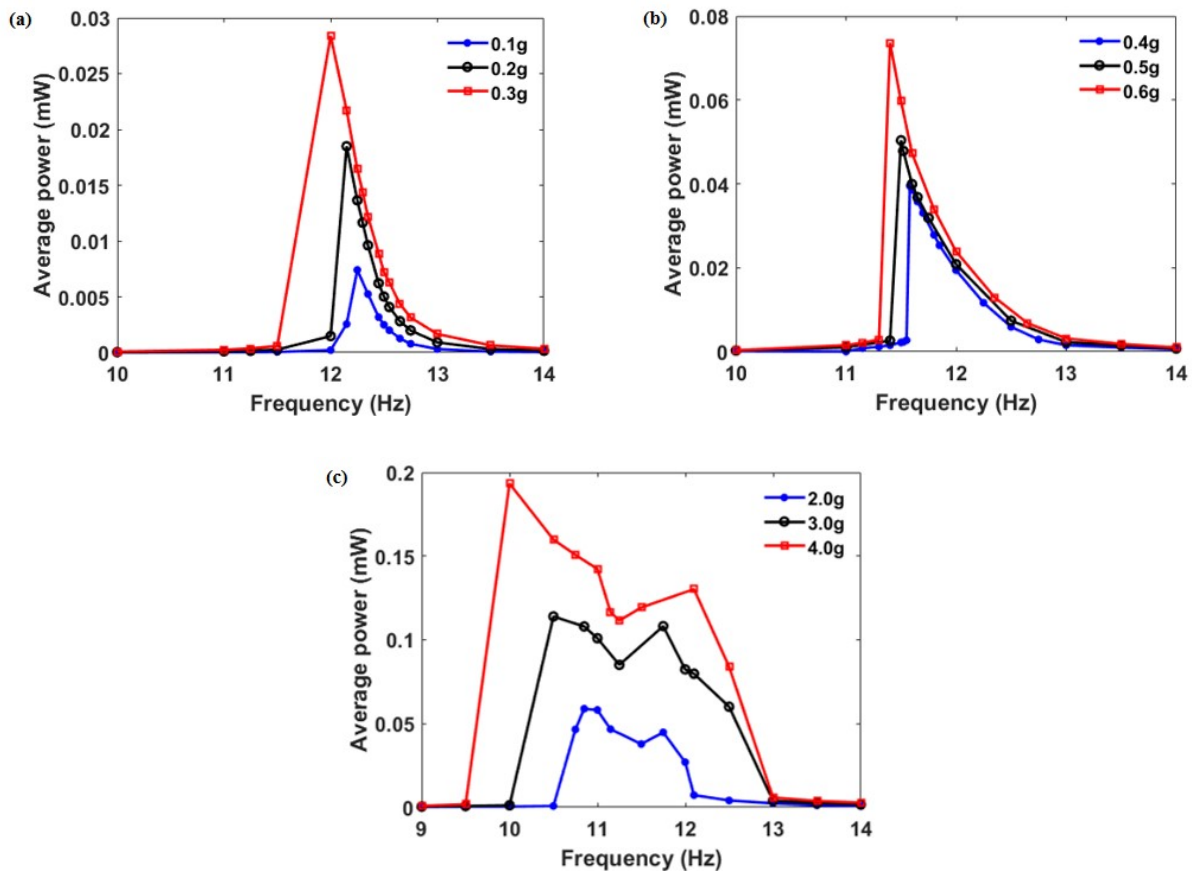 (a)
0.03
0.025
0.02
0.015
0.01
0.005
0
Average power (mW)
10
11
12
13
14
Frequency (Hz)
0.1g
0.2g
0.3g
(b)
0.08
0.06
0.04
0.02
0
Average power (mW)
10
11
12
13
14
Frequency (Hz)
0.4g
0.5g
0.6g
(c)
0.2
0.15
0.1
0.05
0
Average power (mW)
9
10
11
12
13
14
Frequency (Hz)
2.0g
3.0g
4.0g